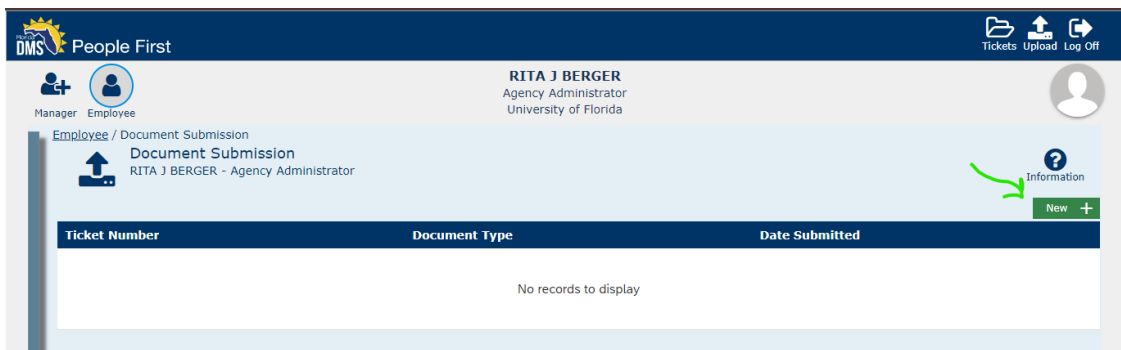 Florida
DMS People First
Tickets Upload Log Off
Manager Employee
RITA J BERGER
Agency Administrator
University of Florida
Employee / Document Submission
Document Submission
RITA J BERGER - Agency Administrator
Information
New +
Ticket Number Document Type Date Submitted
No records to display